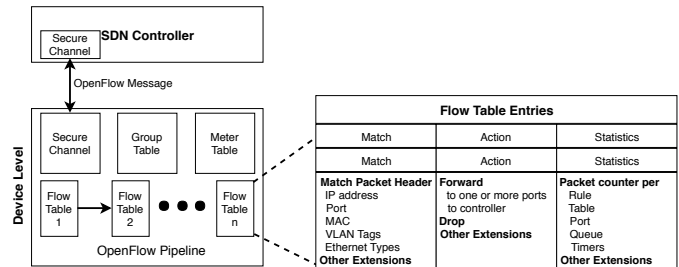 SDN Controller
Secure
Channel
OpenFlow Message
Device Level
Secure
Channel
Group
Table
Meter
Table
Flow
Table
1
Flow
Table
2
Flow
Table
n
OpenFlow Pipeline
Flow Table Entries
Match Action Statistics
Match Action Statistics
Match Packet Header
IP address
Port
MAC
VLAN Tags
Ethernet Types
Other Extensions
Forward
to one or more ports
to controller
Drop
Other Extensions
Packet counter per
Rule
Table
Port
Queue
Timers
Other Extensions